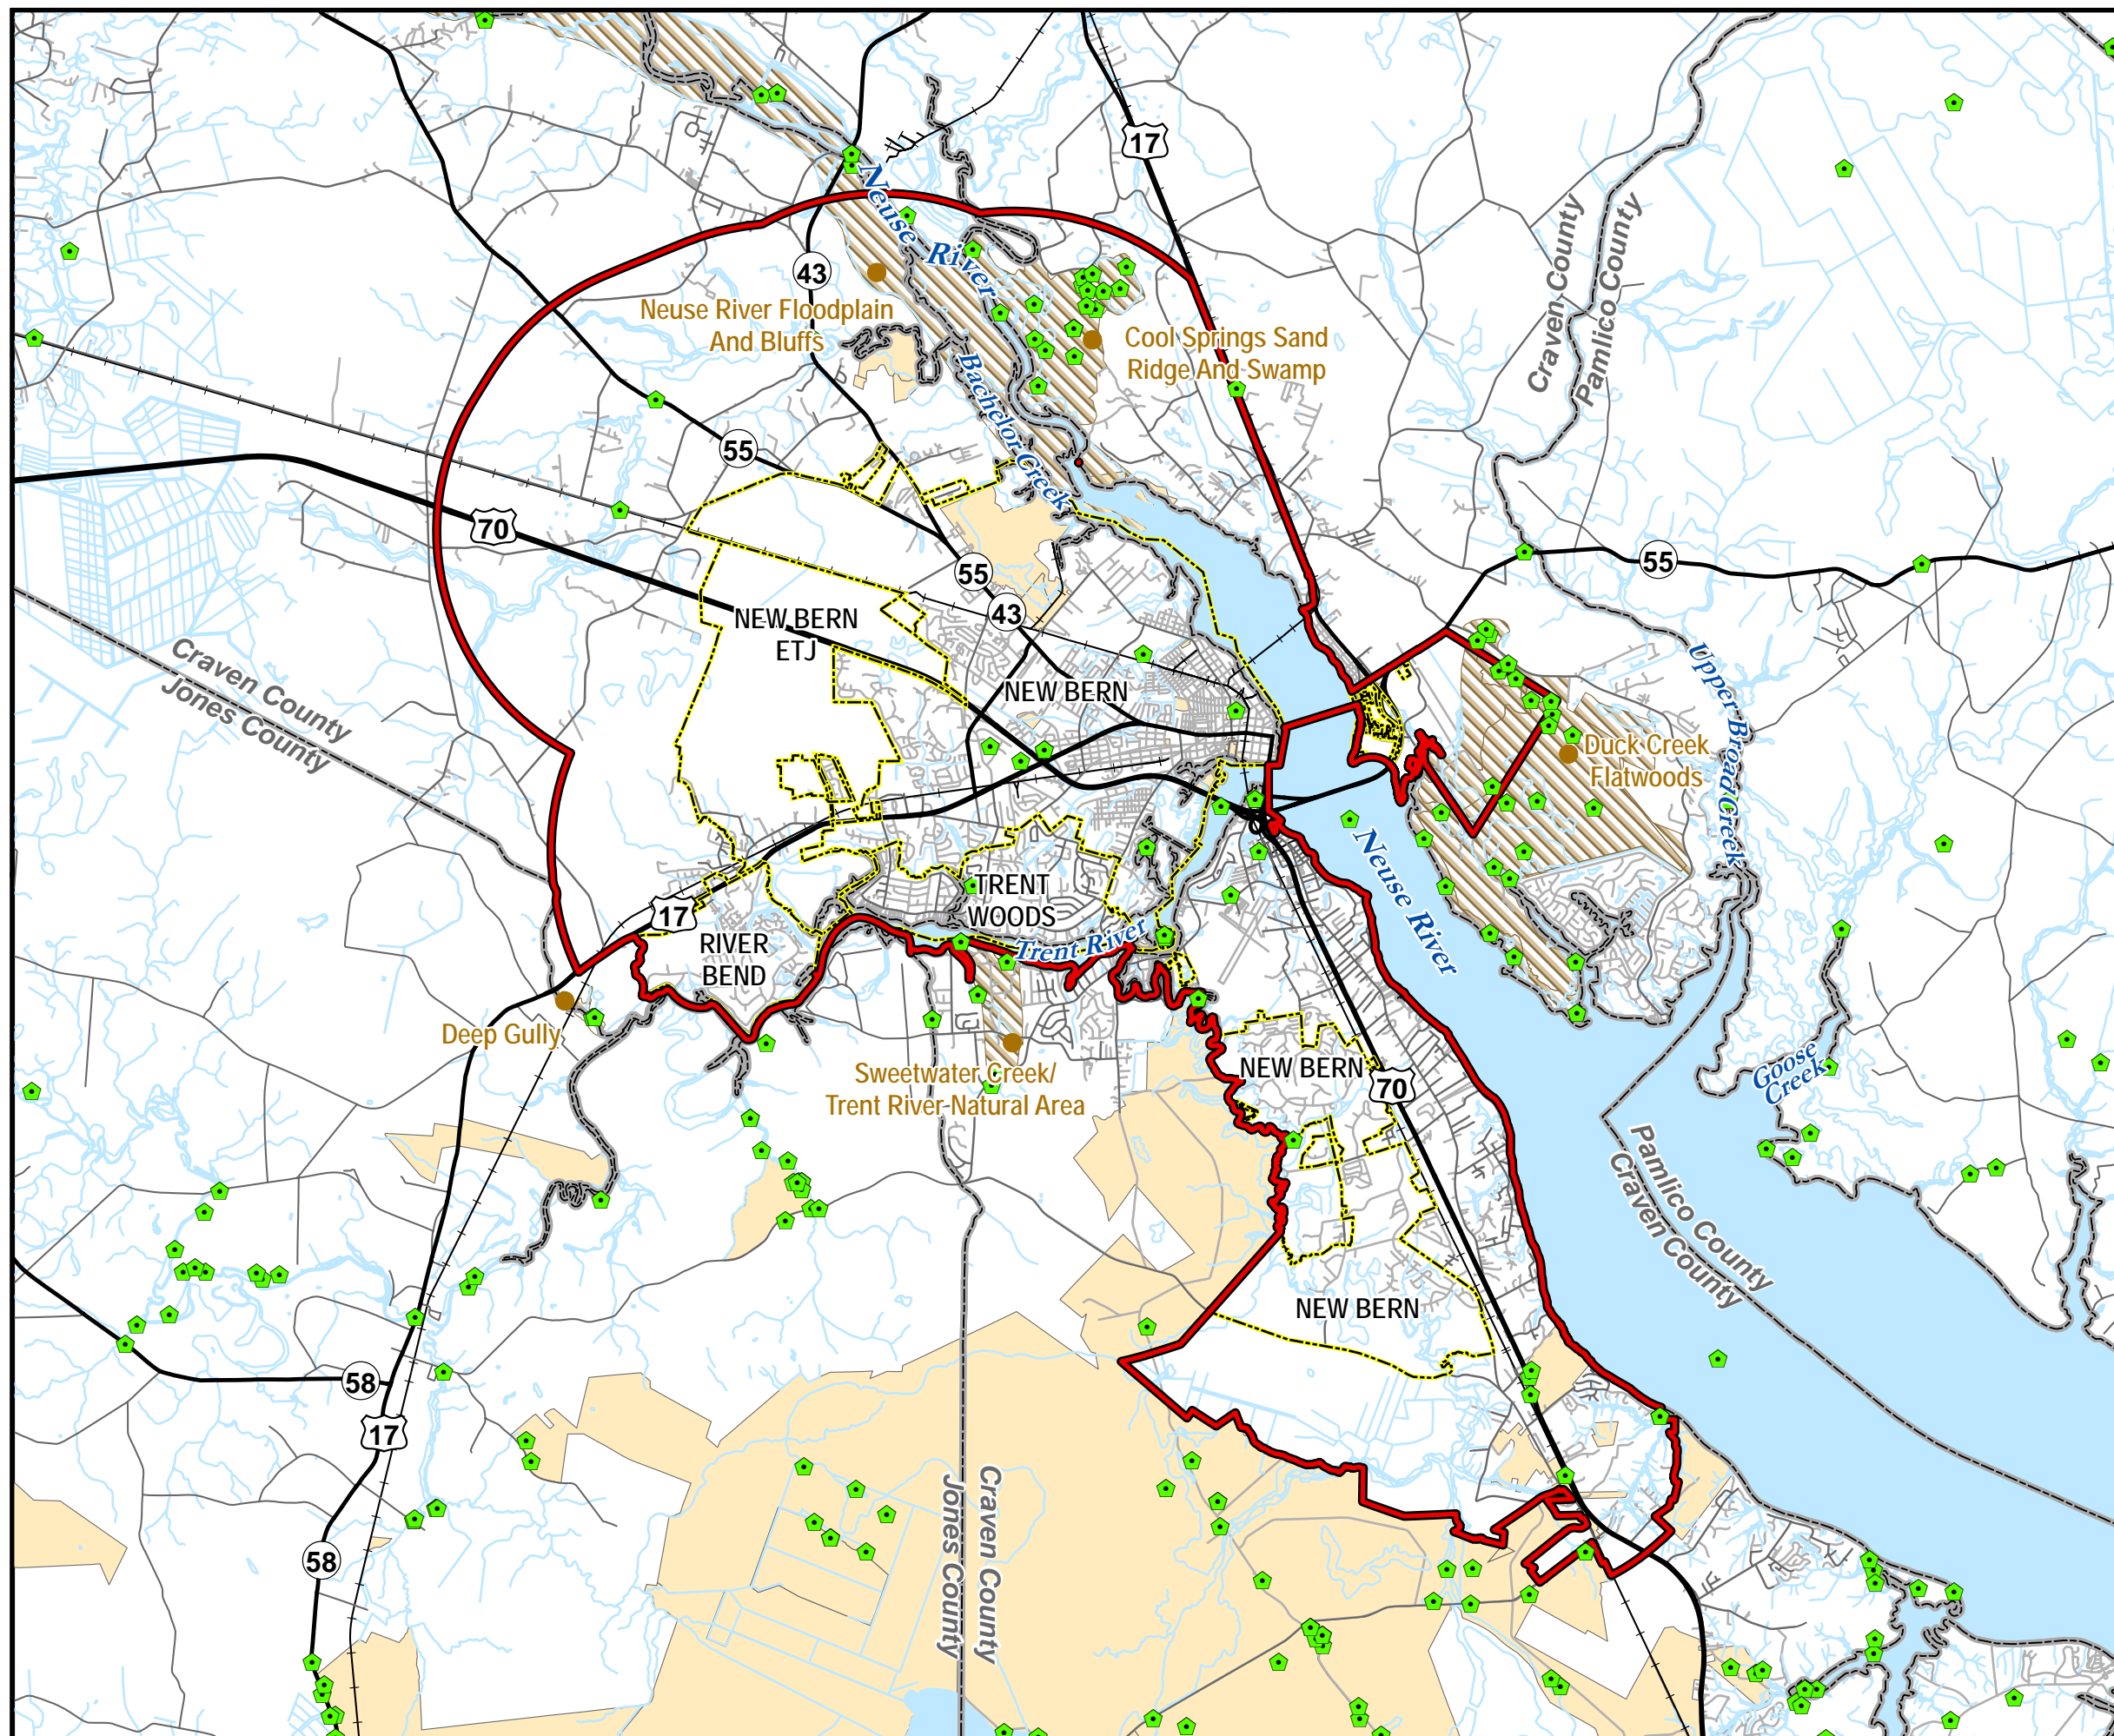 17
Neuse River
43
Neuse River Floodplain
And Bluffs
Cool Springs Sand
Ridge And Swamp
Craven County
Pamlico County
Bachelor Creek
55
70
55
43
55
NEW BERN
ETJ
NEW BERN
Craven County
Jones County
Upper Broad Creek
Duck Creek
Flatwoods
Neuse River
TRENT
WOODS
17
RIVER
BEND
Trent River
Deep Gully
Sweetwater Creek/
Trent River Natural Area
NEW BERN
70
Goose
Creek
Pamlico County
Craven County
NEW BERN
58
17
58
Jones County
Craven County